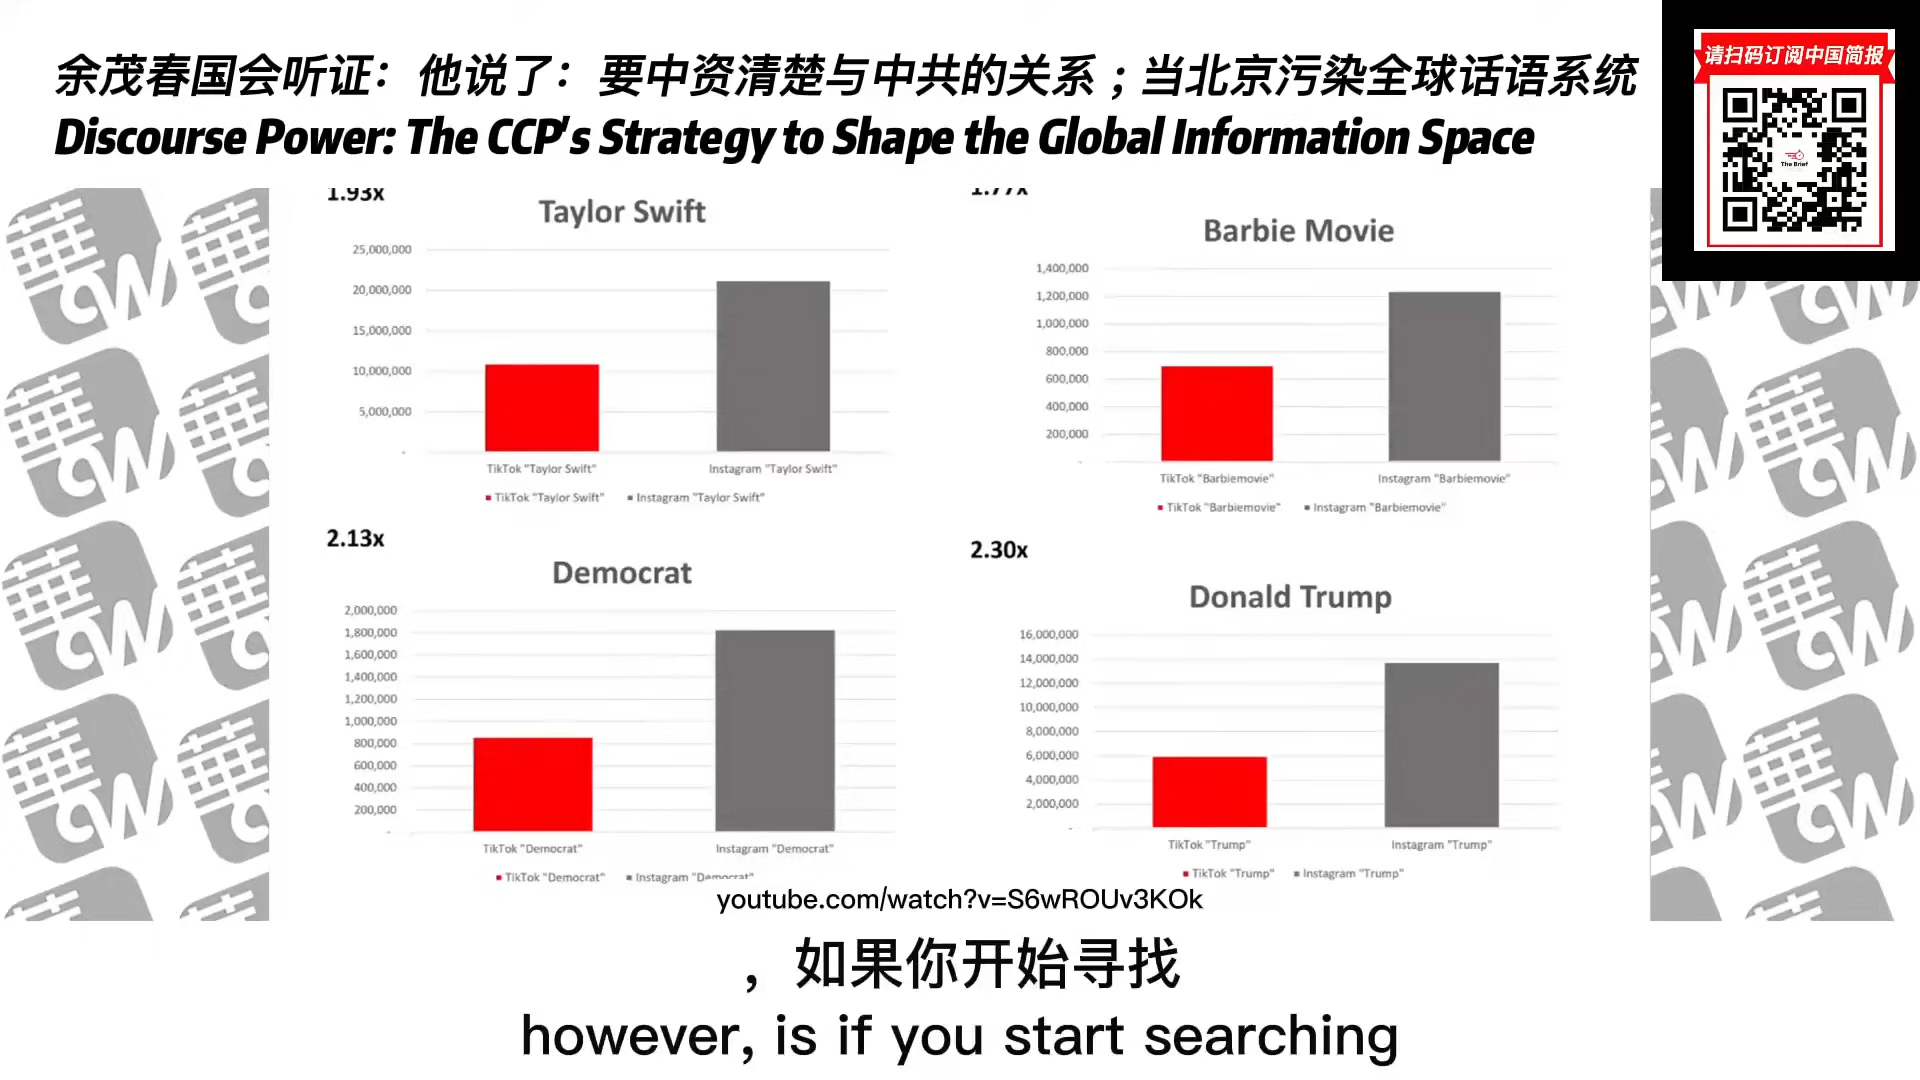 余茂春国会听证：他说了：要中资清楚与中共的关系；当北京污染全球话语系统
Discourse Power: The CCP's Strategy to Shape the Global Information Space
请扫码订阅中国简报
The Brief
1.93x
Taylor Swift
25,000,000
20,000,000
15,000,000
10,000,000
5,000,000
-
TikTok "Taylor Swift"
Instagram "Taylor Swift"
TikTok "Taylor Swift"
Instagram "Taylor Swift"
1.77x
Barbie Movie
1,400,000
1,200,000
1,000,000
800,000
600,000
400,000
200,000
-
TikTok "Barbiemovie"
Instagram "Barbiemovie"
TikTok "Barbiemovie"
Instagram "Barbiemovie"
2.13x
Democrat
2,000,000
1,800,000
1,600,000
1,400,000
1,200,000
1,000,000
800,000
600,000
400,000
200,000
-
TikTok "Democrat"
Instagram "Democrat"
TikTok "Democrat"
Instagram "Democrat"
2.30x
Donald Trump
16,000,000
14,000,000
12,000,000
10,000,000
8,000,000
6,000,000
4,000,000
2,000,000
-
TikTok "Trump"
Instagram "Trump"
TikTok "Trump"
Instagram "Trump"
youtube.com/watch?v=S6wROUv3KOk
，如果你开始寻找
however, is if you start searching